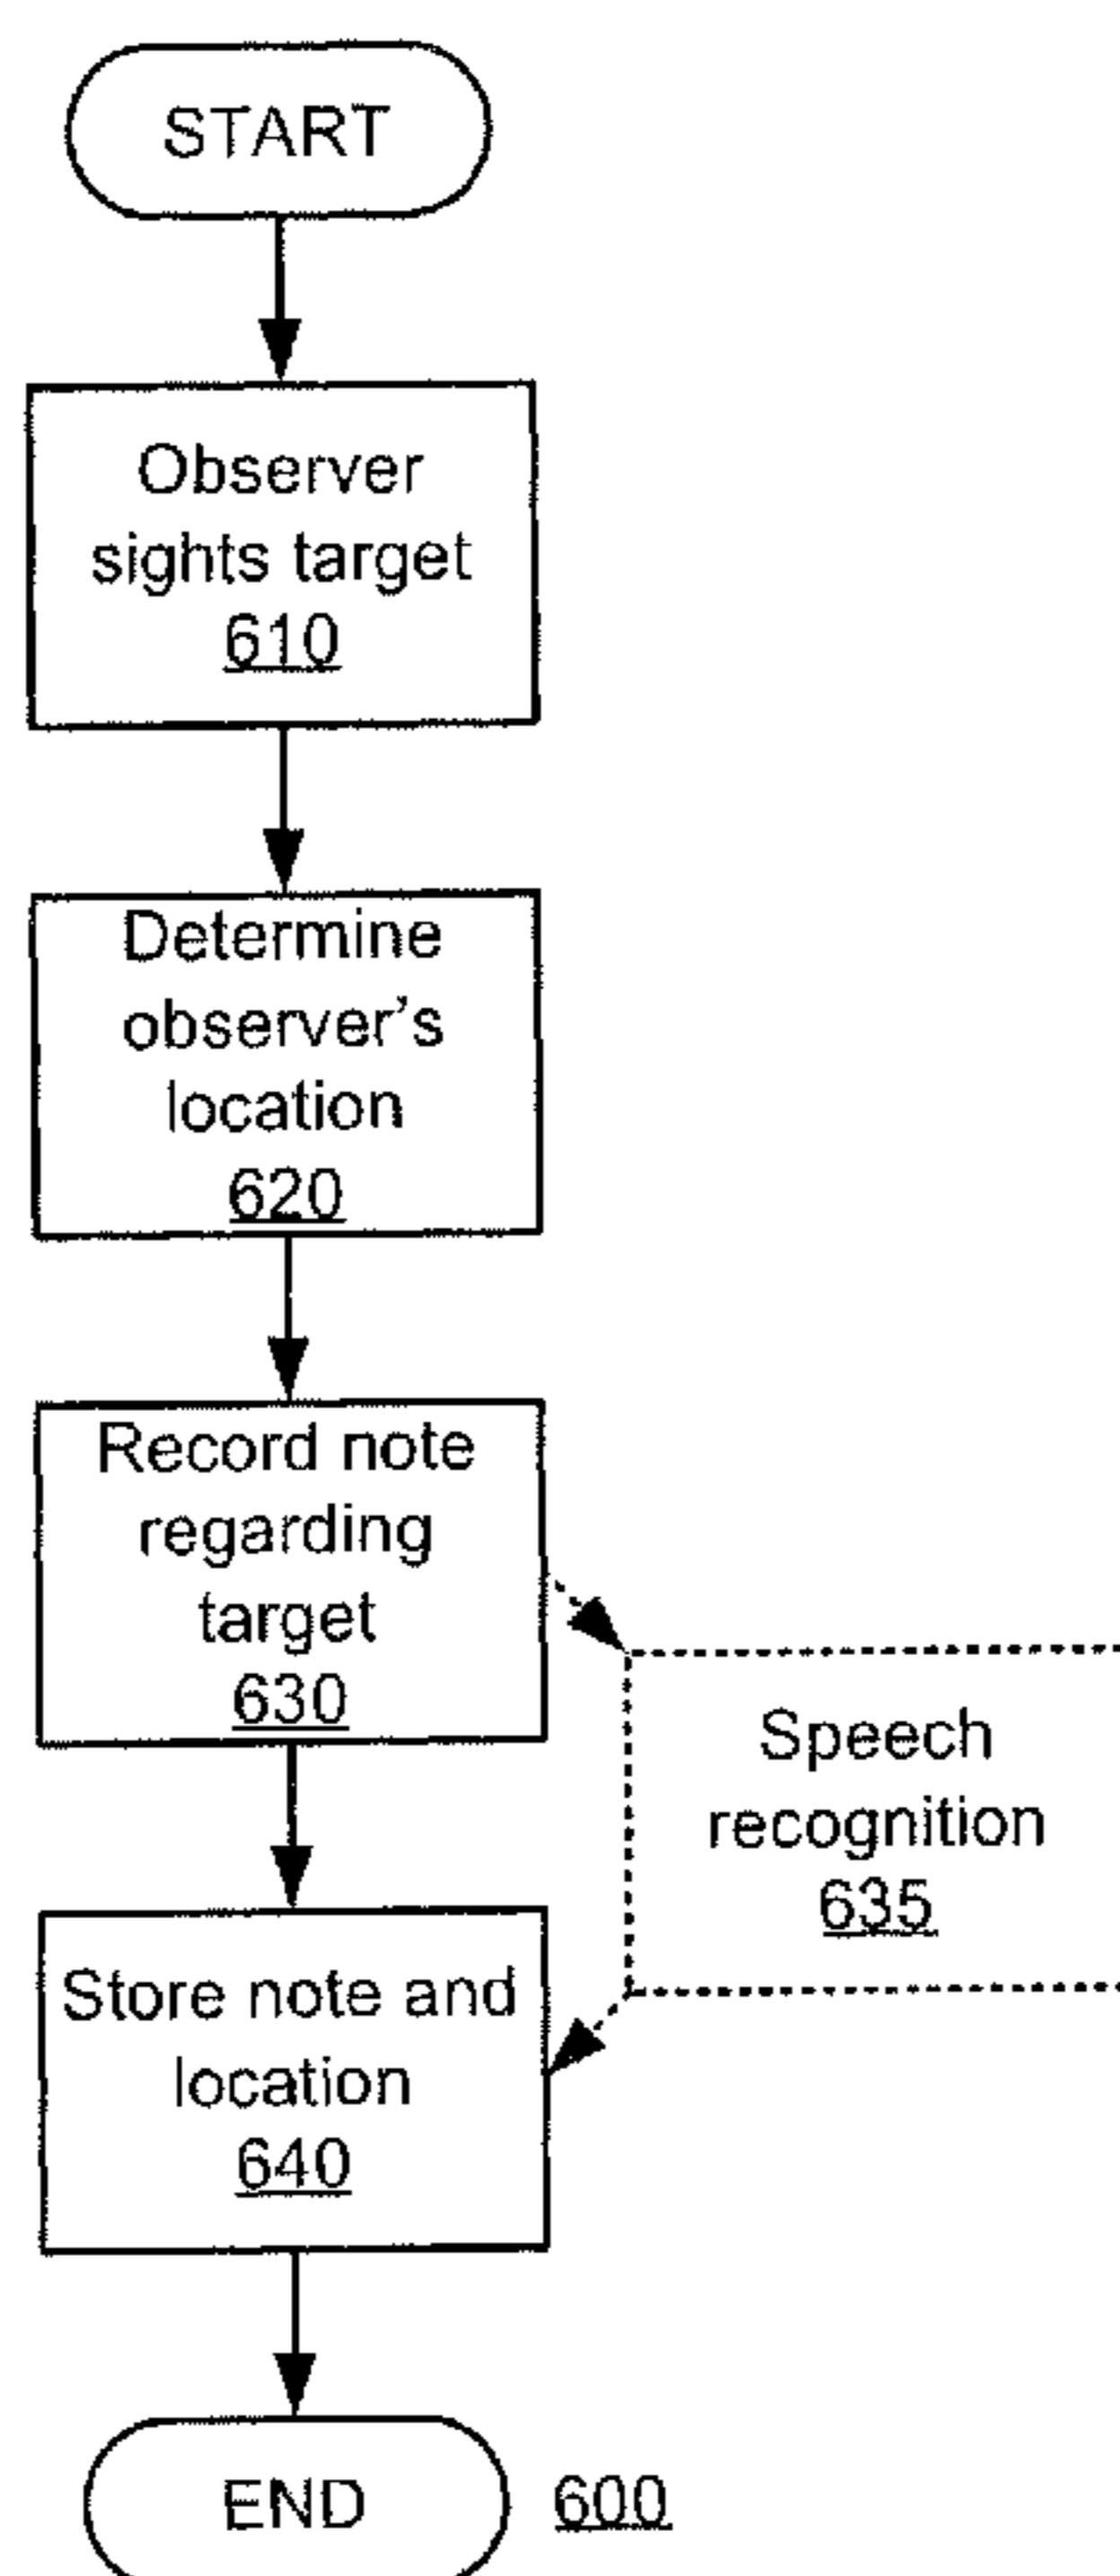 START
Observer
sights target
610
Determine
observer's
location
620
Record note
regarding
target
630
Speech
recognition
635
Store note and
location
640
END
600